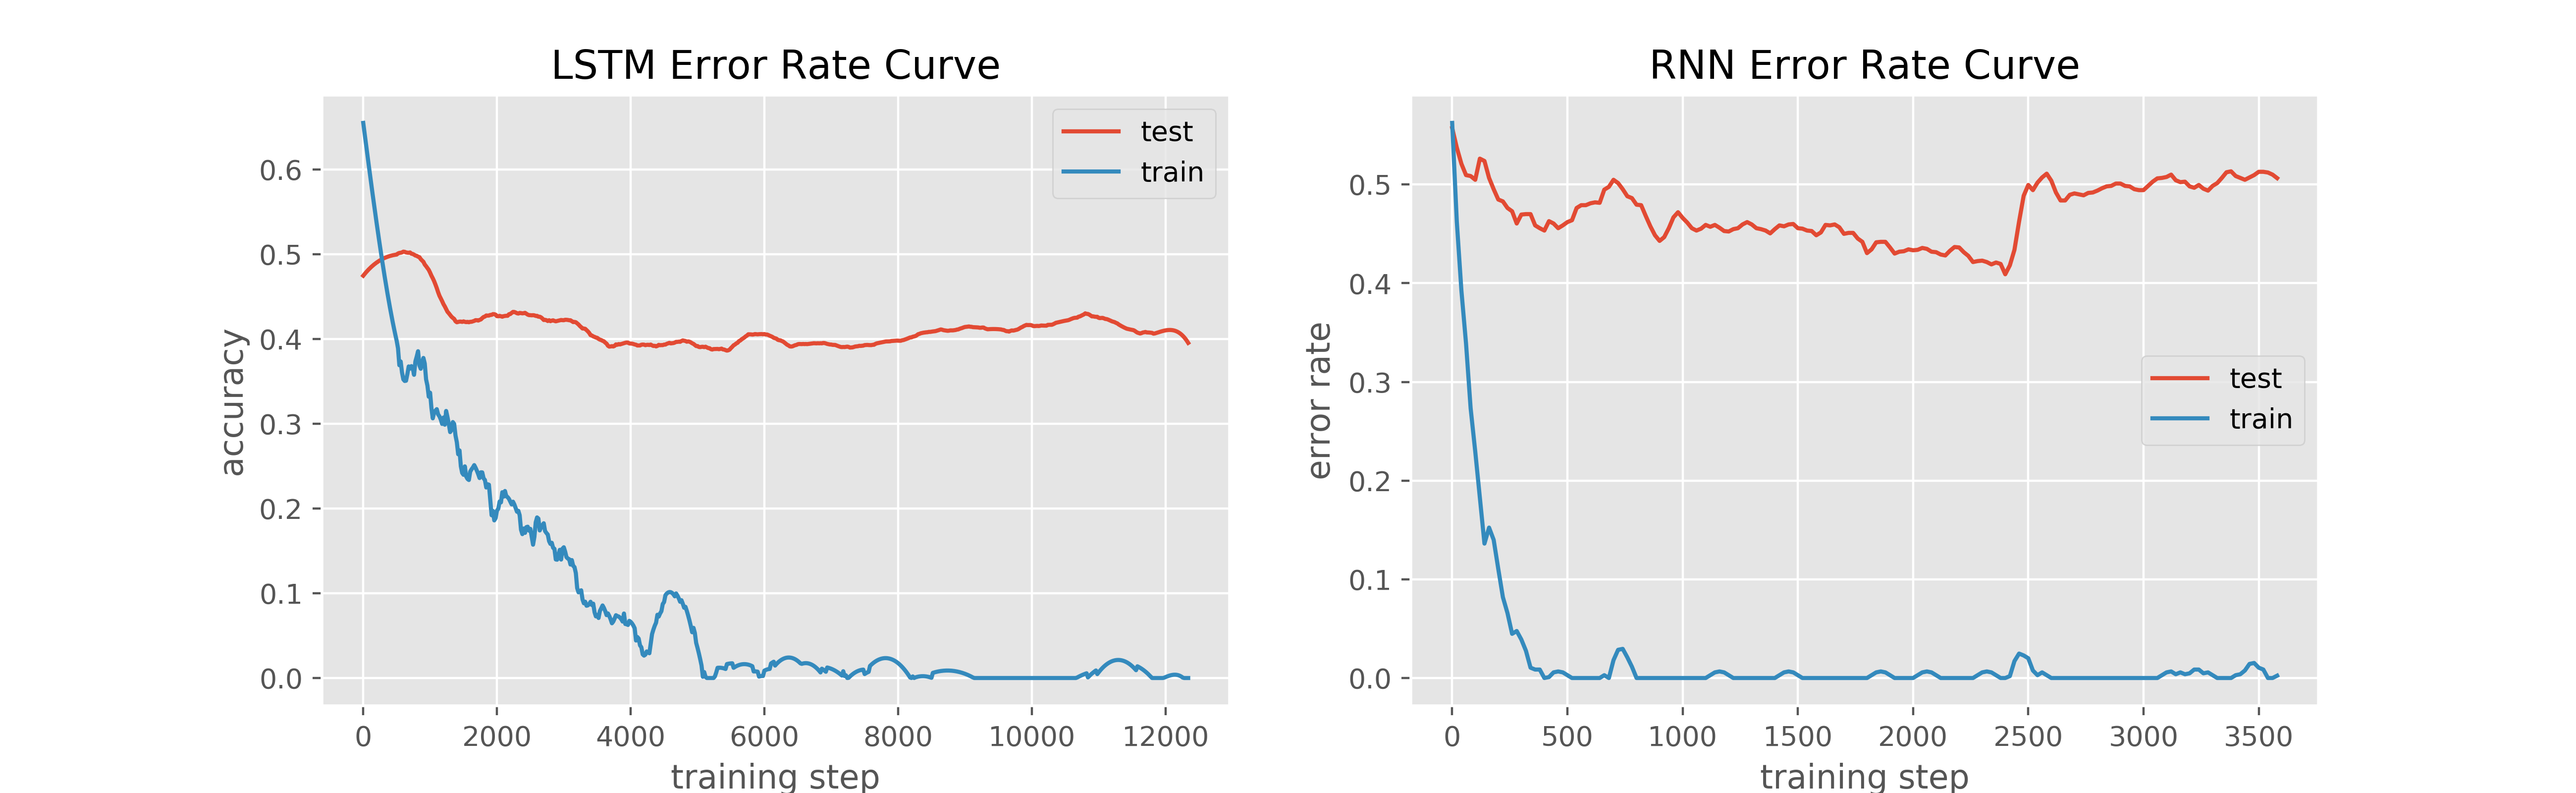 LSTM Error Rate Curve
test
train
accuracy
0.6
0.5
0.4
0.3
0.2
0.1
0.0
0 2000 4000 6000 8000 10000 12000
training step
RNN Error Rate Curve
test
train
error rate
0.5
0.4
0.3
0.2
0.1
0.0
0 500 1000 1500 2000 2500 3000 3500
training step